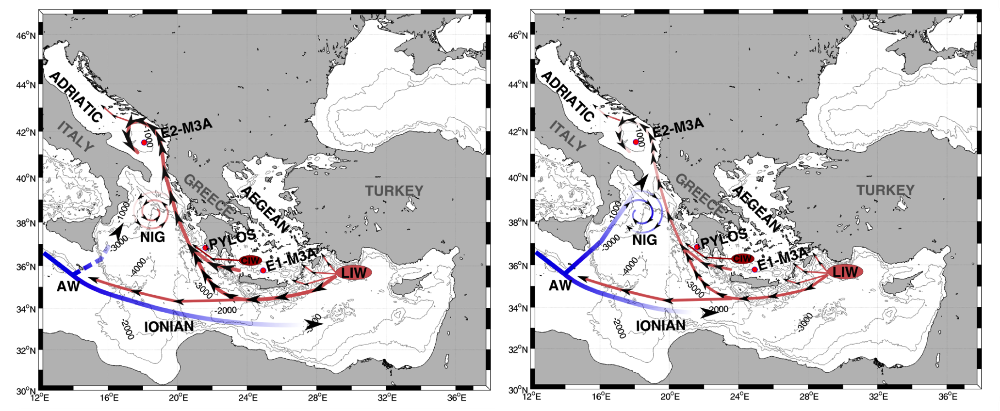 46°N
44°N
42°N
40°N
38°N
36°N
34°N
32°N
30°N
12°E
16°E
20°E
24°E
28°E
32°E
36°E
ADRIATIC
ITALY
E2-M3A
-1000
GREECE
AEGEAN
TURKEY
-1000
-3000
NIG
PYLOS
CIW
E1-M3A
LIW
-4000
AW
-3000
-2000
-2000
IONIAN
46°N
44°N
42°N
40°N
38°N
36°N
34°N
32°N
30°N
12°E
16°E
20°E
24°E
28°E
32°E
36°E
ADRIATIC
ITALY
E2-M3A
-1000
GREECE
AEGEAN
TURKEY
-1000
-3000
NIG
PYLOS
CIW
E1-M3A
LIW
-4000
AW
-3000
2000
-2000
IONIAN
-3000